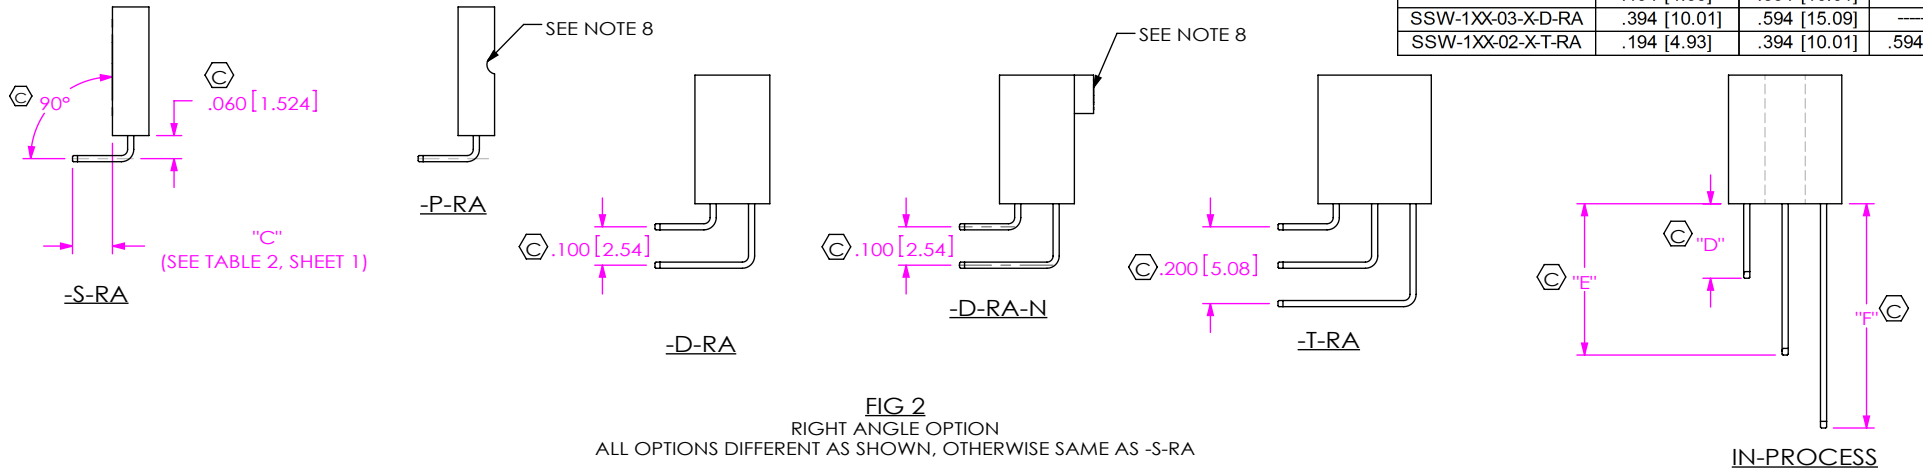 SSW-1XX-03-X-D-RA .394 [10.01] .594 [15.09]
SSW-1XX-02-X-T-RA .194 [4.93] .394 [10.01] .594
SEE NOTE 8
SEE NOTE 8
C
C 90°
.060 [1.524]
"C"
(SEE TABLE 2, SHEET 1)
-S-RA
-P-RA
C .100 [2.54]
-D-RA
C .100 [2.54]
-D-RA-N
C .200 [5.08]
-T-RA
C "D"
C "E"
"F" C
IN-PROCESS
FIG 2
RIGHT ANGLE OPTION
ALL OPTIONS DIFFERENT AS SHOWN, OTHERWISE SAME AS -S-RA